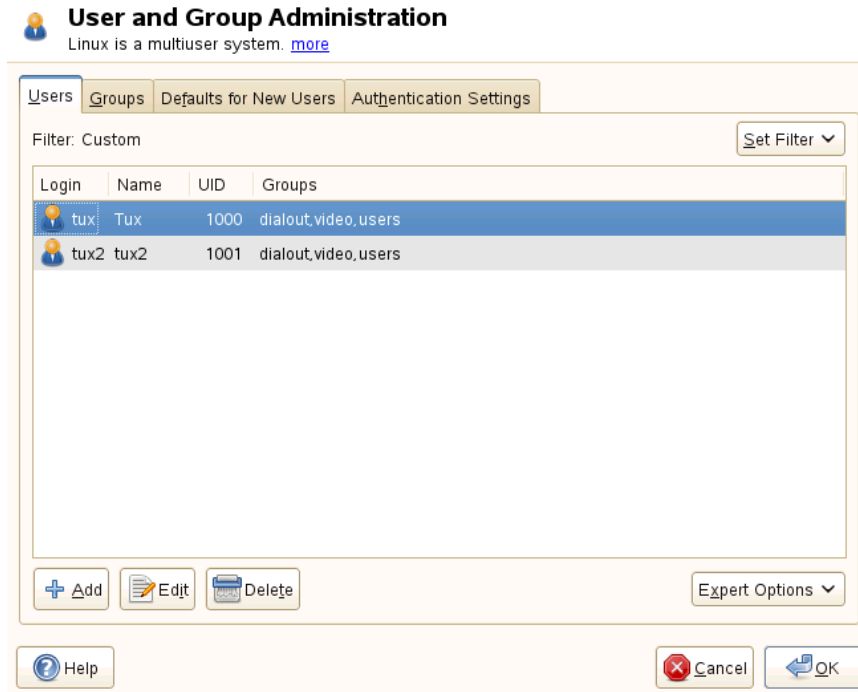 User and Group Administration
Linux is a multiuser system. more
Users Groups Defaults for New Users Authentication Settings
Filter: Custom Set Filter
Login Name UID Groups
tux Tux 1000 dialout,video,users
tux2 tux2 1001 dialout,video,users
Add Edit Delete Expert Options
Help Cancel OK